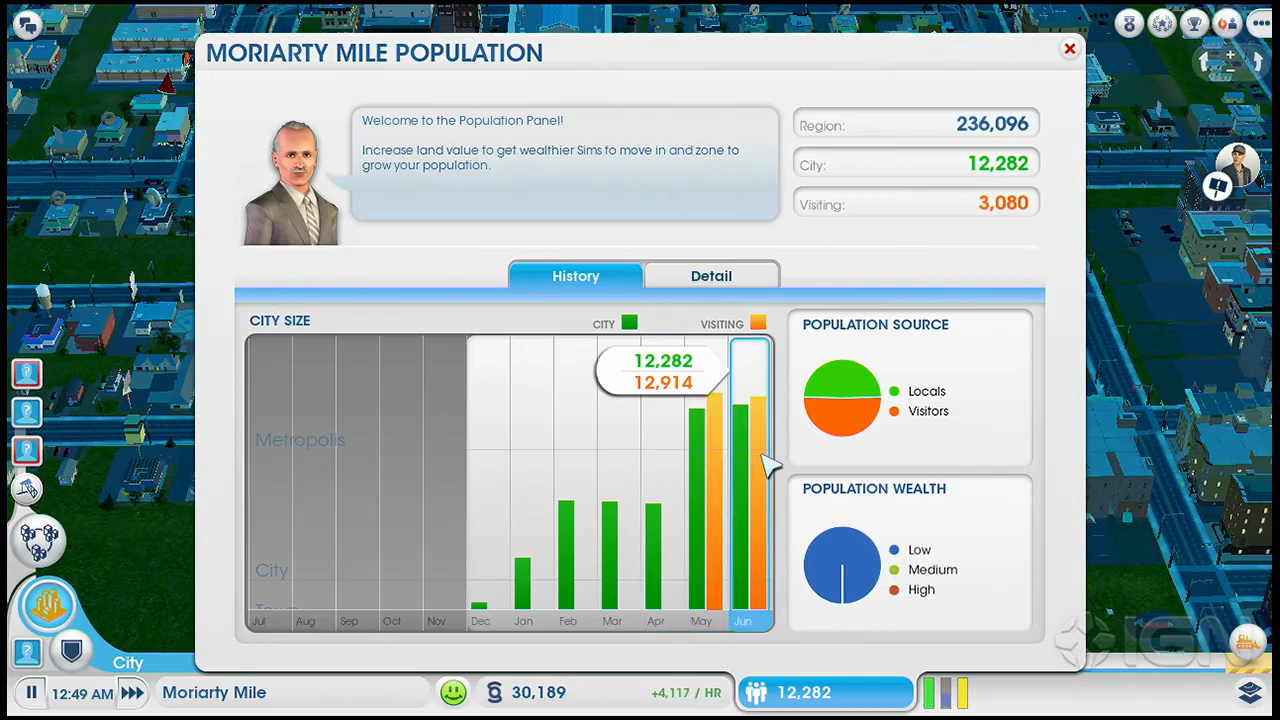 MORIARTY MILE POPULATION
Welcome to the Population Panel!
Increase land value to get wealthier Sims to move in and zone to
grow your population.
Region: 236,096
City: 12,282
Visiting: 3,080
History
Detail
CITY SIZE
CITY
VISITING
12,282
12,914
Metropolis
City
Town
Jul Aug Sep Oct Nov Dec Jan Feb Mar Apr May Jun
POPULATION SOURCE
Locals
Visitors
POPULATION WEALTH
Low
Medium
High
IGN
City
12:49 AM
Moriarty Mile
30,189
+4,117 / HR
12,282